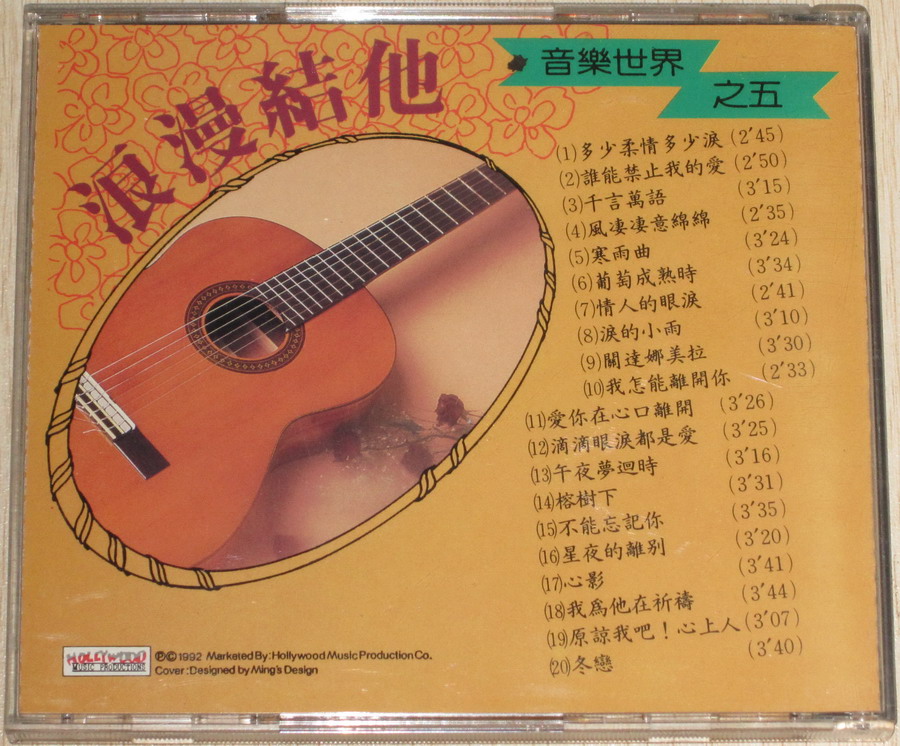 浪漫結他
音樂世界
之五
(1)多少柔情多少淚 (2'45)
(2)誰能禁止我的愛 (2'50)
(3)千言萬語 (3'15)
(4)風凄凄意綿綿 (2'35)
(5)寒雨曲 (3'24)
(6)葡萄成熟時 (3'34)
(7)情人的眼淚 (2'41)
(8)淚的小雨 (3'10)
(9)關達娜美拉 (3'30)
(10)我怎能離開你 (2'33)
(11)愛你在心口離開 (3'26)
(12)滴滴眼淚都是愛 (3'25)
(13)午夜夢迴時 (3'16)
(14)榕樹下 (3'31)
(15)不能忘記你 (3'35)
(16)星夜的離別 (3'20)
(17)心影 (3'41)
(18)我為他在祈禱 (3'44)
(19)原諒我吧！心上人 (3'07)
(20)冬戀 (3'40)
HOLLYWOOD
MUSIC PRODUCTIONS
℗©1992 Marketed By: Hollywood Music Production Co.
Cover: Designed by Ming's Design